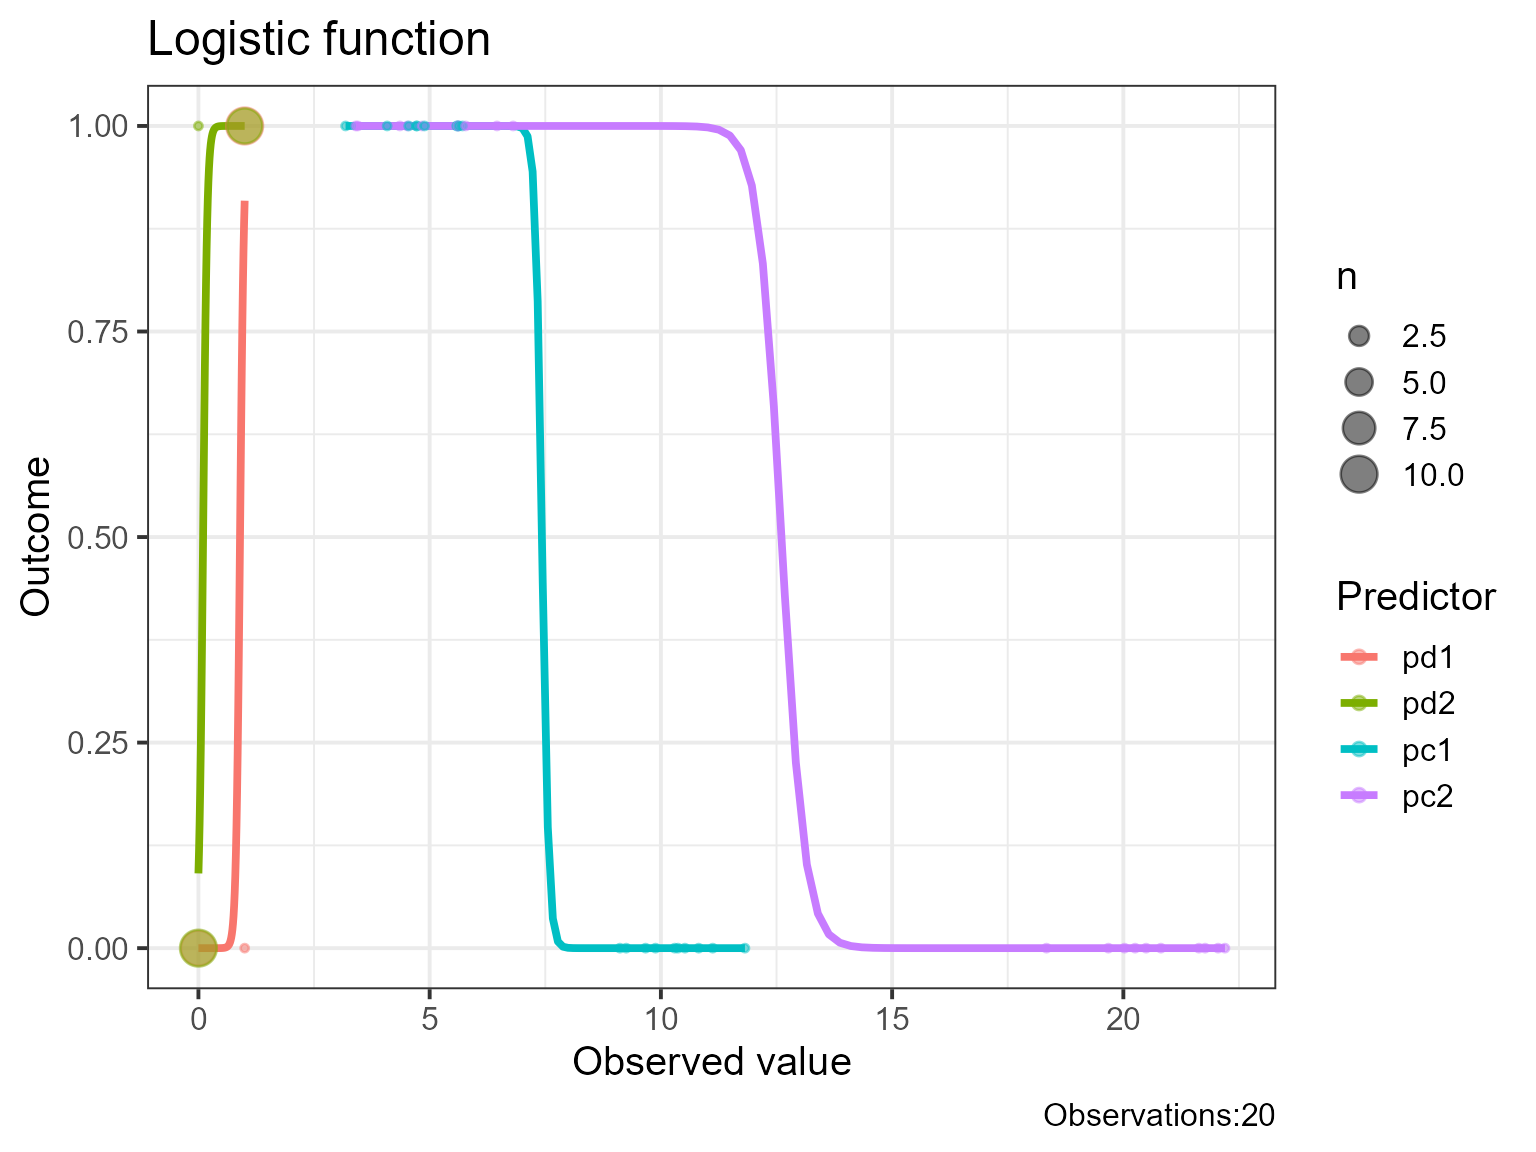 Logistic function
1.00
0.75
0.50
0.25
0.00
Outcome
0 5 10 15 20
Observed value
Observations:20
n
2.5
5.0
7.5
10.0
Predictor
pd1
pd2
pc1
pc2